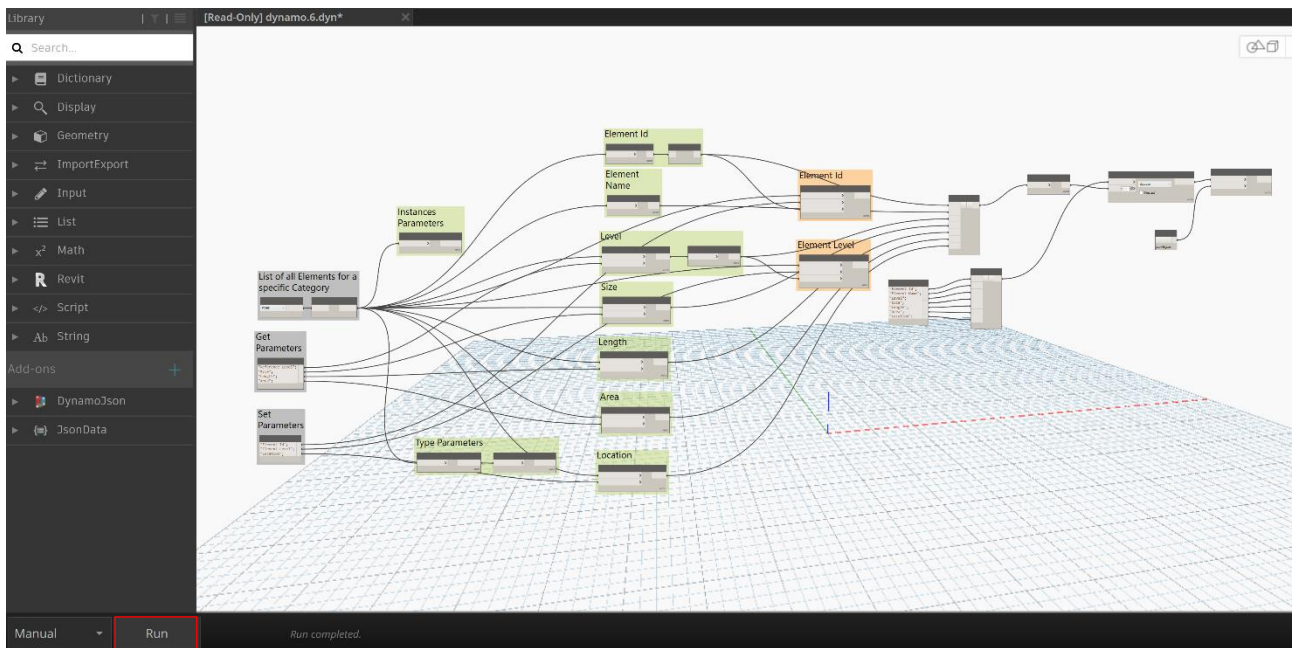 Library
[Read-Only] dynamo.6.dyn*
Search...
Dictionary
Display
Geometry
ImportExport
Input
List
Math
Revit
Script
String
Add-ons
DynamoJson
JsonData
Element Id
Element
Name
Instances
Parameters
Level
List of all Elements for a
specific Category
Size
Get
Parameters
Length
Area
Set
Parameters
Type Parameters
Location
Element Id
Element Level
Manual
Run
Run completed.